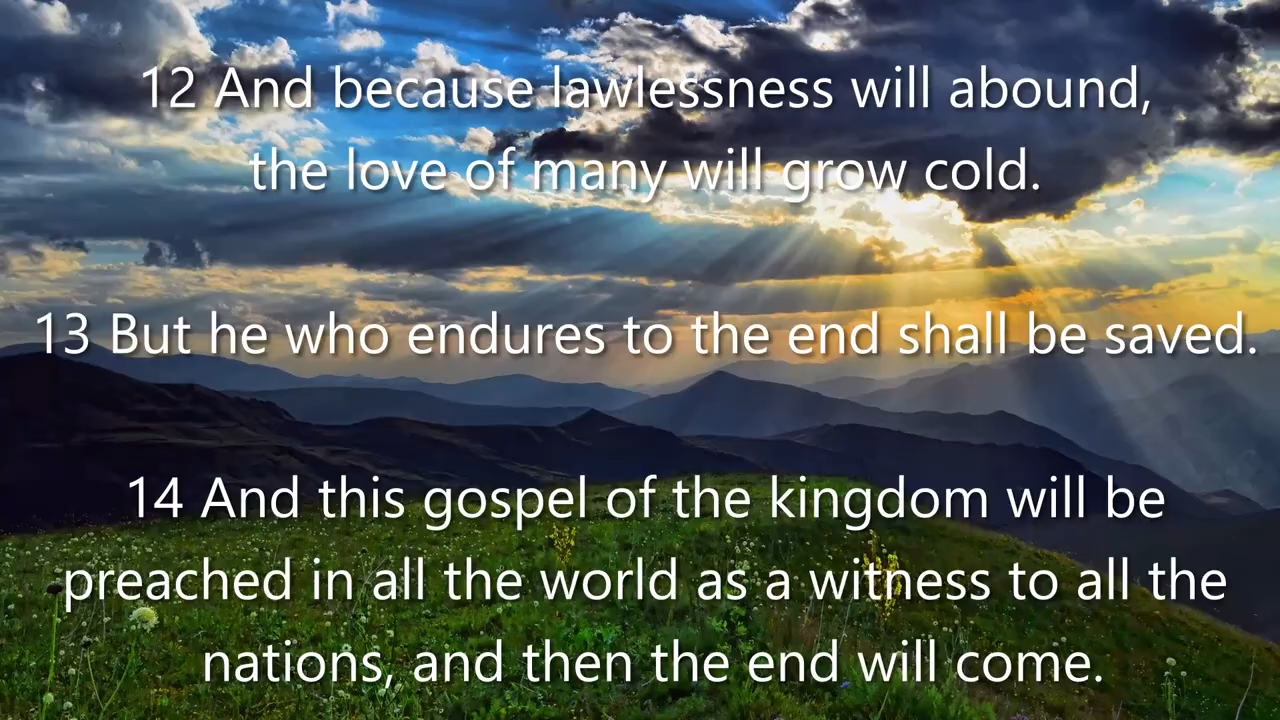 12 And because lawlessness will abound,
the love of many will grow cold.
13 But he who endures to the end shall be saved.
14 And this gospel of the kingdom will be
preached in all the world as a witness to all the
nations, and then the end will come.